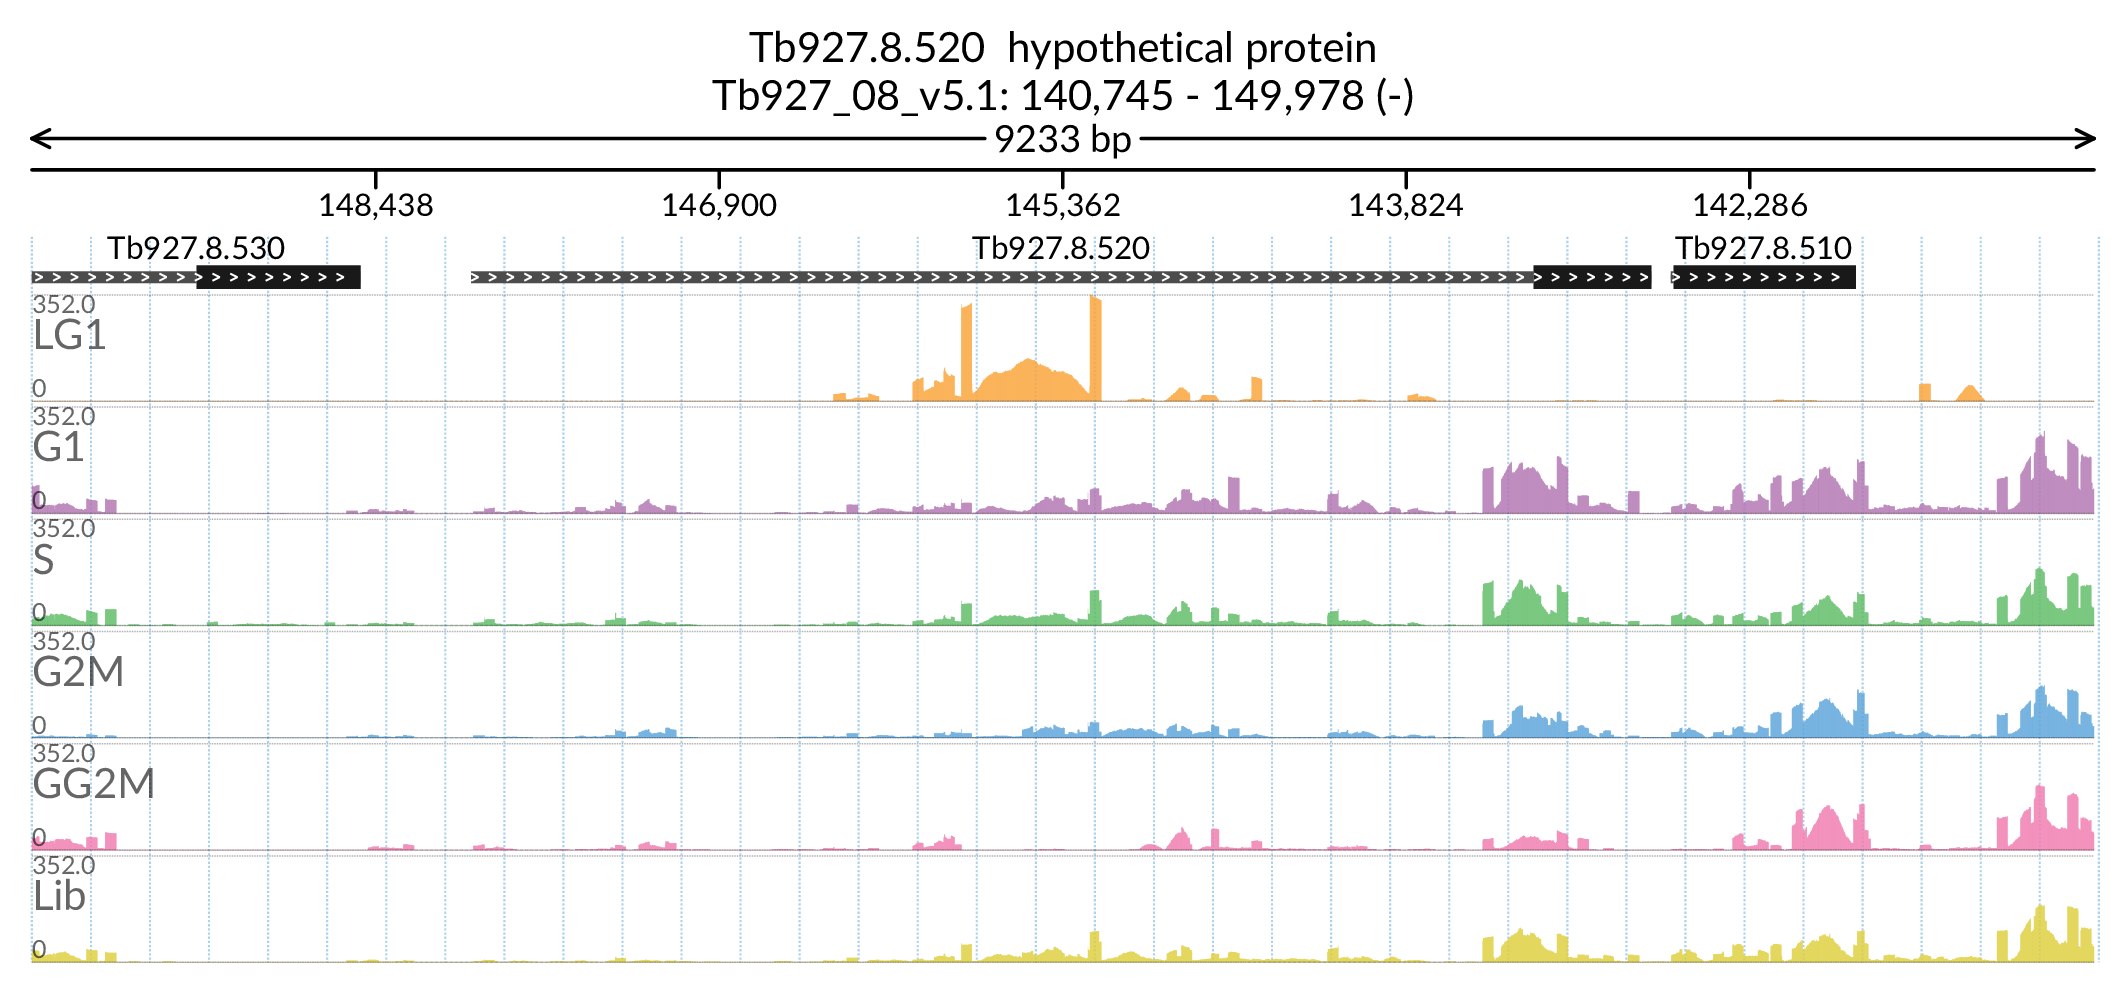 Tb927.8.520 hypothetical protein
Tb927_08_v5.1: 140,745 - 149,978 (-)
9233 bp
148,438 146,900 145,362 143,824 142,286
Tb927.8.530 Tb927.8.520 Tb927.8.510
352.0
LG1
0
352.0
G1
0
352.0
S
0
352.0
G2M
0
352.0
GG2M
0
352.0
Lib
0